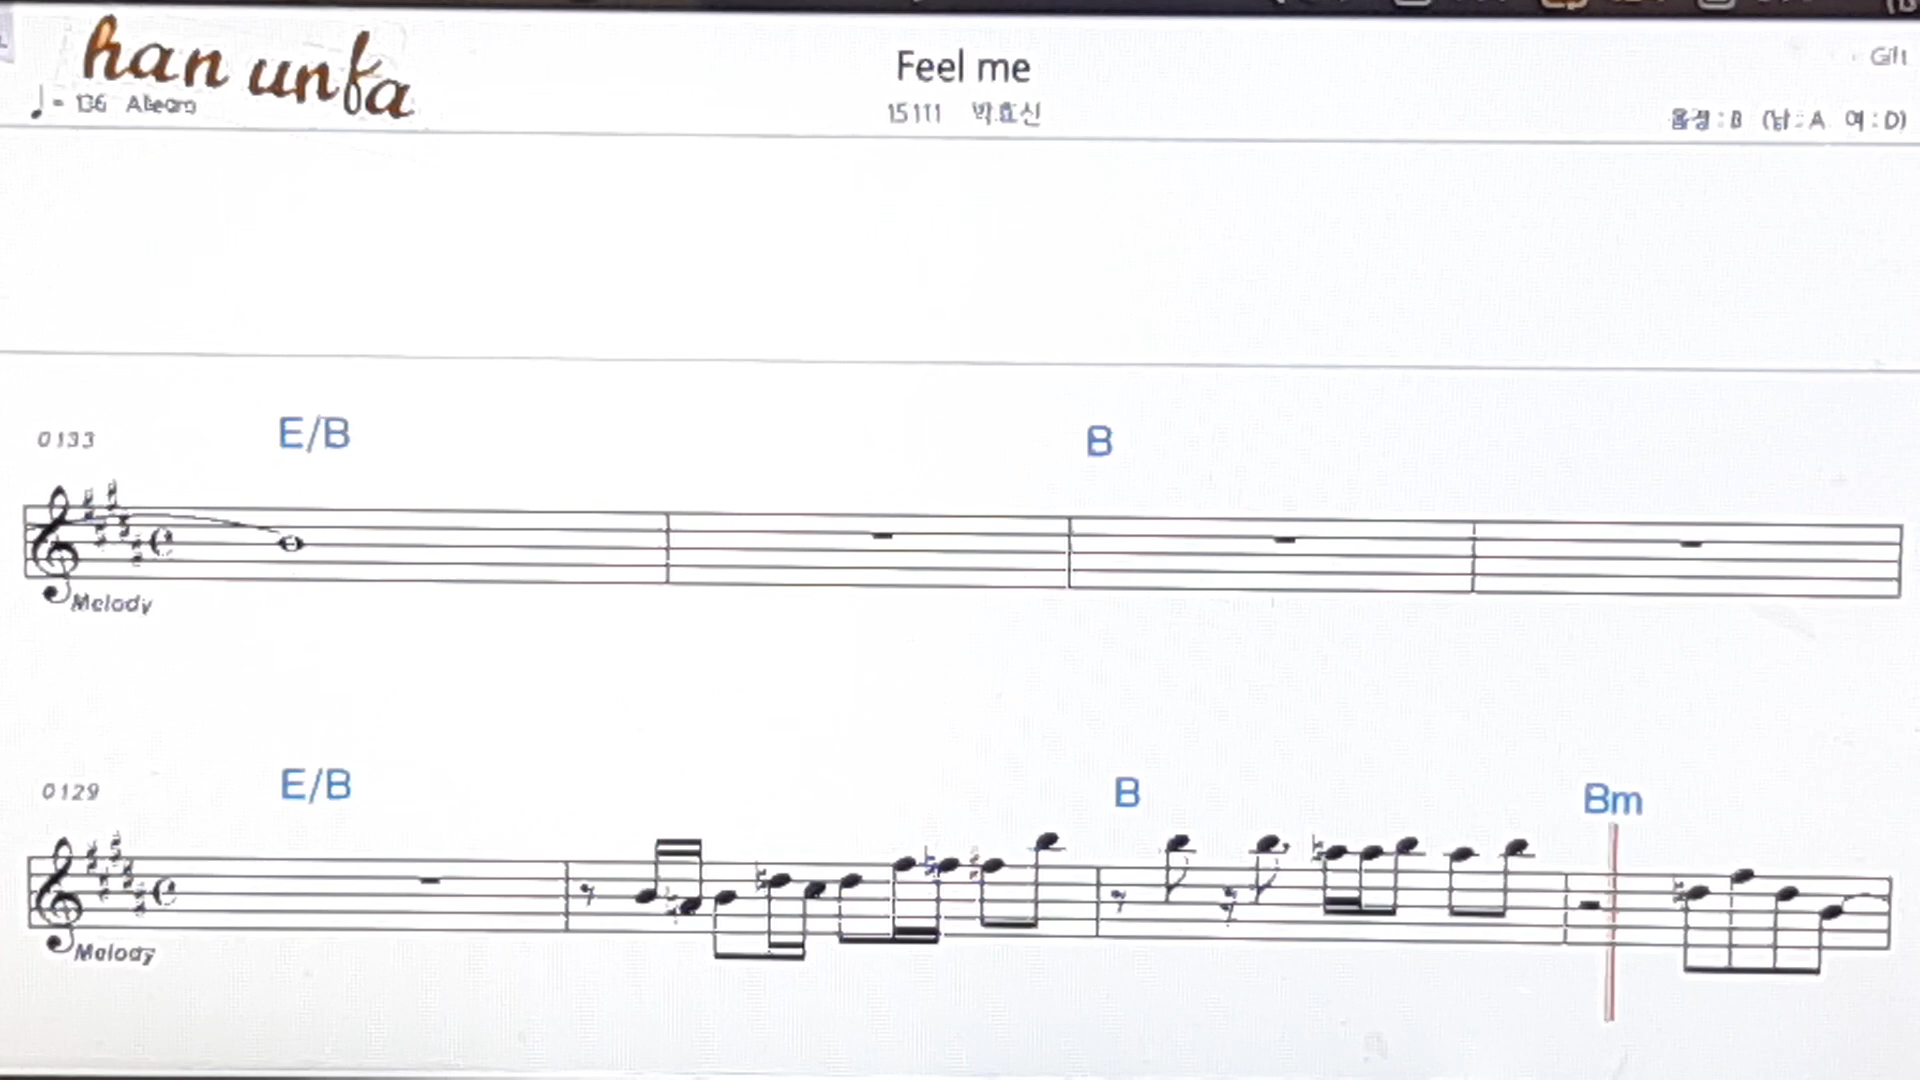 han unfa
Feel me
Gift
♩= 136 Allegro
15111 박효신
음정 : B (남 : A 여 : D)
0133 E/B B
Melody
0129 E/B B Bm
Melody